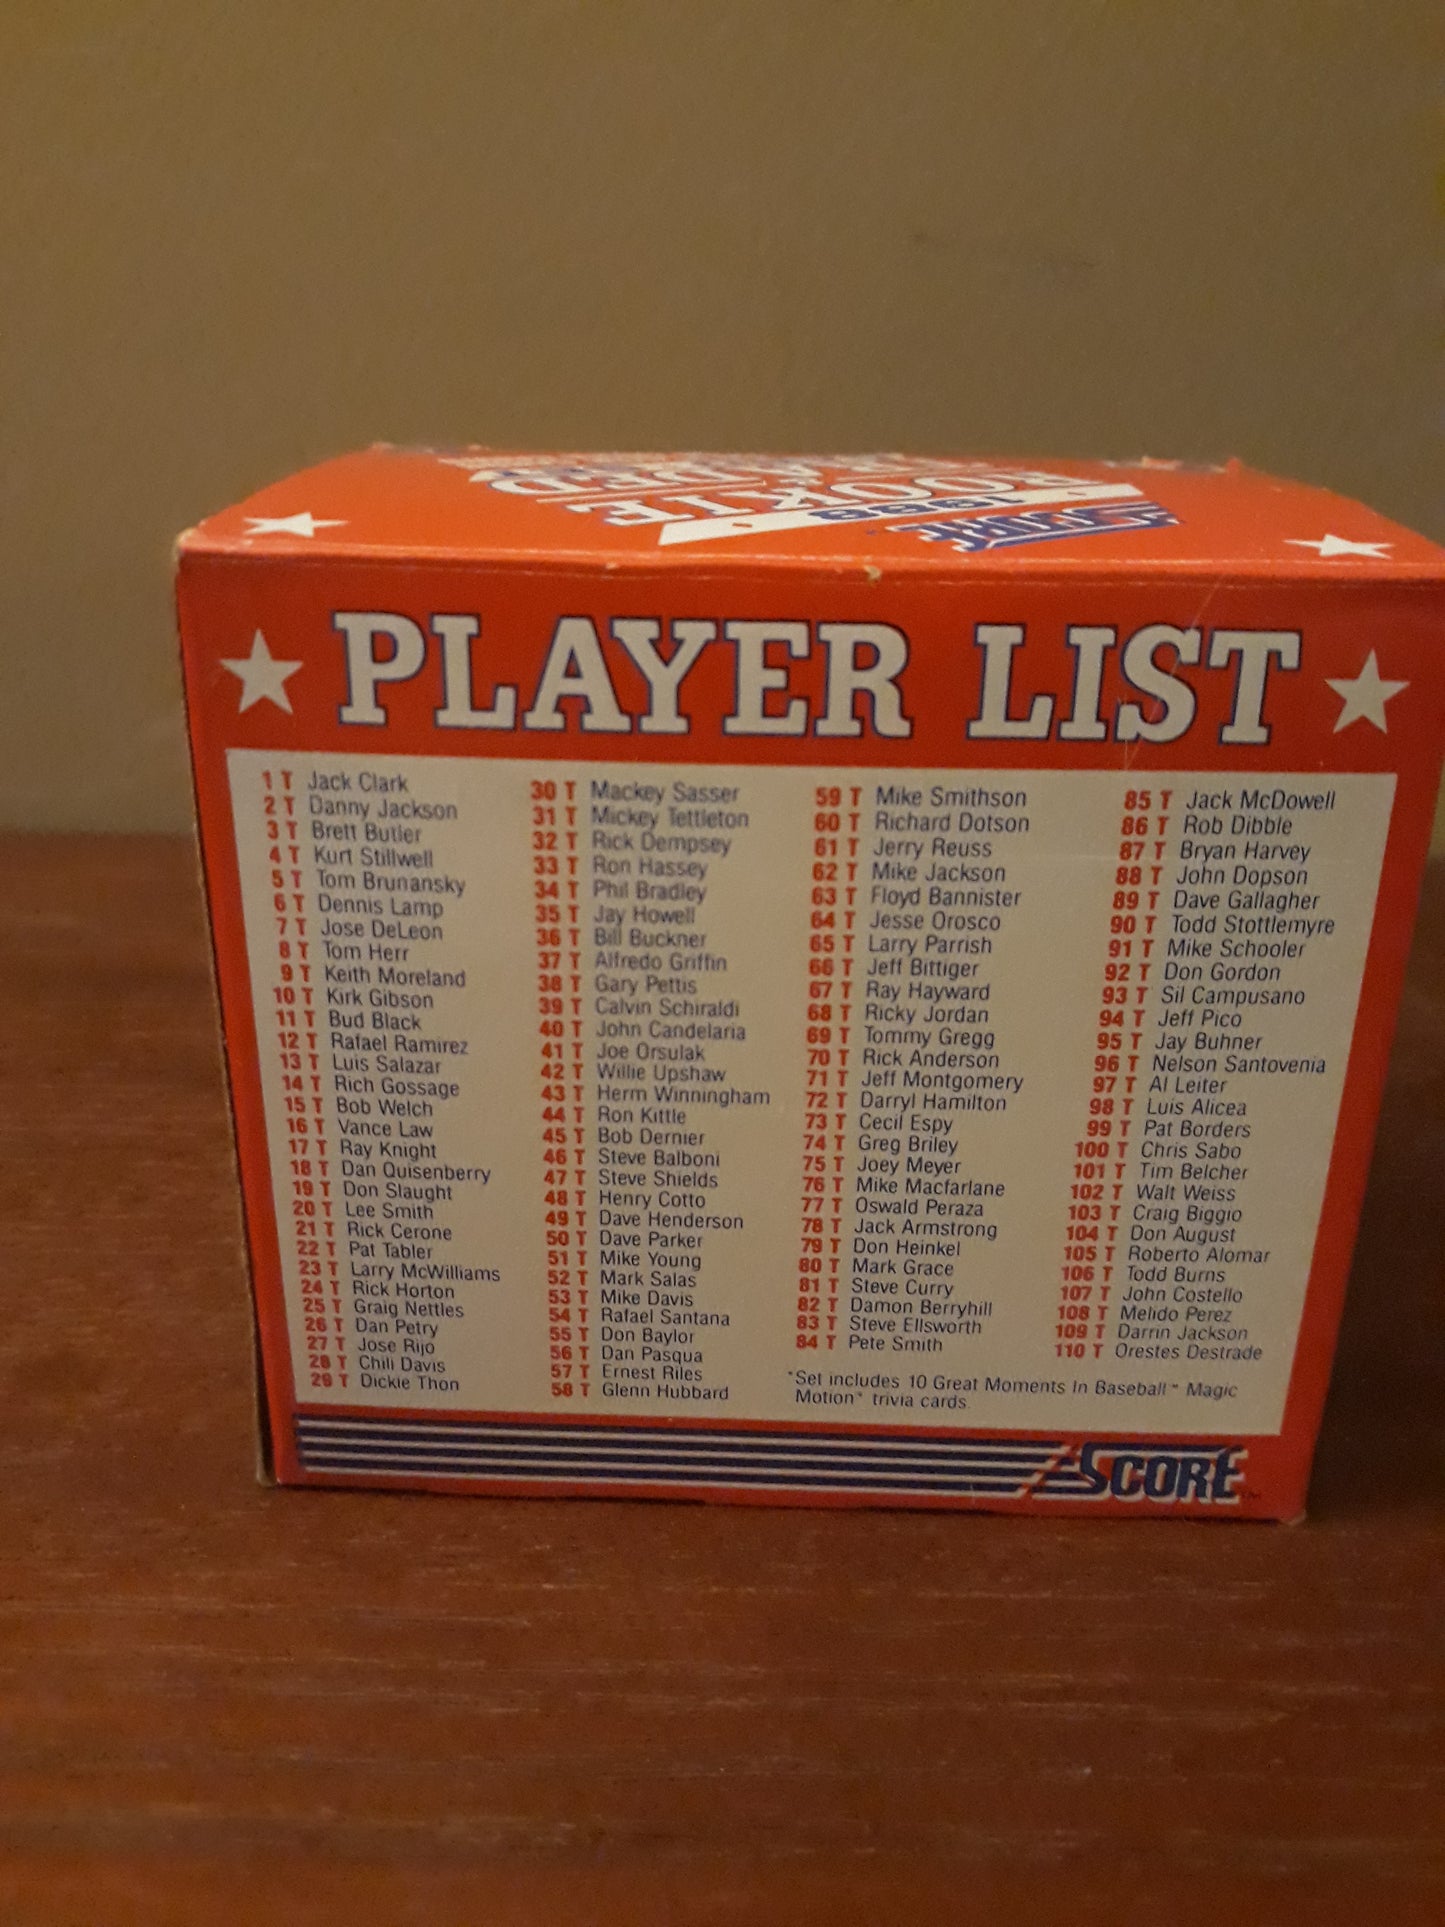 SCORE
1988
ROOKIE
& TRADED
PLAYER LIST
1 T Jack Clark
2 T Danny Jackson
3 T Brett Butler
4 T Kurt Stillwell
5 T Tom Brunansky
6 T Dennis Lamp
7 T Jose DeLeon
8 T Tom Herr
9 T Keith Moreland
10 T Kirk Gibson
11 T Bud Black
12 T Rafael Ramirez
13 T Luis Salazar
14 T Rich Gossage
15 T Bob Welch
16 T Vance Law
17 T Ray Knight
18 T Dan Quisenberry
19 T Don Slaught
20 T Lee Smith
21 T Rick Cerone
22 T Pat Tabler
23 T Larry McWilliams
24 T Rick Horton
25 T Graig Nettles
26 T Dan Petry
27 T Jose Rijo
28 T Chili Davis
29 T Dickie Thon
30 T Mackey Sasser
31 T Mickey Tettleton
32 T Rick Dempsey
33 T Ron Hassey
34 T Phil Bradley
35 T Jay Howell
36 T Bill Buckner
37 T Alfredo Griffin
38 T Gary Pettis
39 T Calvin Schiraldi
40 T John Candelaria
41 T Joe Orsulak
42 T Willie Upshaw
43 T Herm Winningham
44 T Ron Kittle
45 T Bob Dernier
46 T Steve Balboni
47 T Steve Shields
48 T Henry Cotto
49 T Dave Henderson
50 T Dave Parker
51 T Mike Young
52 T Mark Salas
53 T Mike Davis
54 T Rafael Santana
55 T Don Baylor
56 T Dan Pasqua
57 T Ernest Riles
58 T Glenn Hubbard
59 T Mike Smithson
60 T Richard Dotson
61 T Jerry Reuss
62 T Mike Jackson
63 T Floyd Bannister
64 T Jesse Orosco
65 T Larry Parrish
66 T Jeff Bittiger
67 T Ray Hayward
68 T Ricky Jordan
69 T Tommy Gregg
70 T Rick Anderson
71 T Jeff Montgomery
72 T Darryl Hamilton
73 T Cecil Espy
74 T Greg Briley
75 T Joey Meyer
76 T Mike Macfarlane
77 T Oswald Peraza
78 T Jack Armstrong
79 T Don Heinkel
80 T Mark Grace
81 T Steve Curry
82 T Damon Berryhill
83 T Steve Ellsworth
84 T Pete Smith
85 T Jack McDowell
86 T Rob Dibble
87 T Bryan Harvey
88 T John Dopson
89 T Dave Gallagher
90 T Todd Stottlemyre
91 T Mike Schooler
92 T Don Gordon
93 T Sil Campusano
94 T Jeff Pico
95 T Jay Buhner
96 T Nelson Santovenia
97 T Al Leiter
98 T Luis Alicea
99 T Pat Borders
100 T Chris Sabo
101 T Tim Belcher
102 T Walt Weiss
103 T Craig Biggio
104 T Don August
105 T Roberto Alomar
106 T Todd Burns
107 T John Costello
108 T Melido Perez
109 T Darrin Jackson
110 T Orestes Destrade
*Set includes 10 Great Moments In Baseball™ Magic
Motion™ trivia cards.
SCORE™